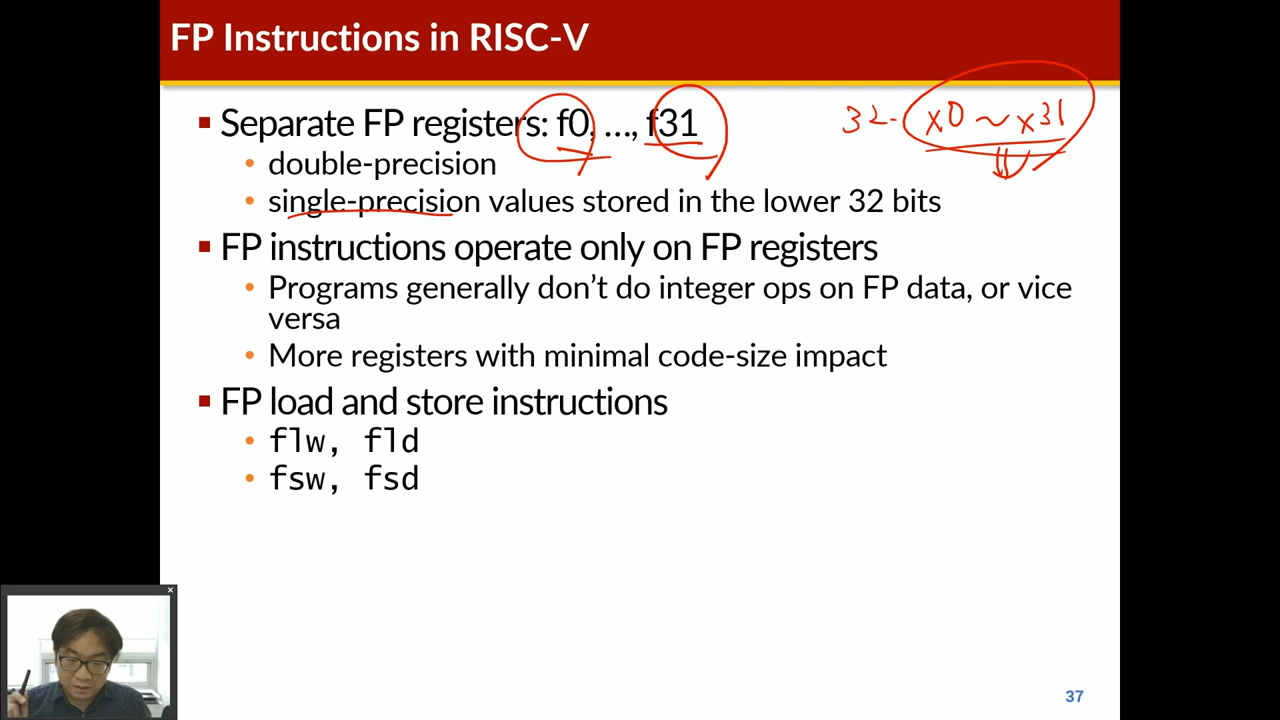 FP Instructions in RISC-V
▪ Separate FP registers: f0, …, f31
32- x0 ~ x31
• double-precision
• single-precision values stored in the lower 32 bits
▪ FP instructions operate only on FP registers
• Programs generally don’t do integer ops on FP data, or vice
versa
• More registers with minimal code-size impact
▪ FP load and store instructions
• flw, fld
• fsw, fsd
37